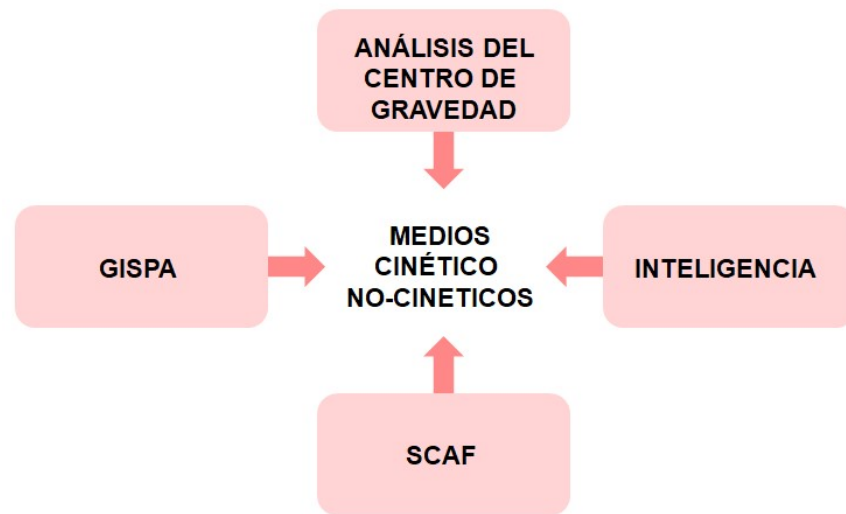 ANÁLISIS DEL
CENTRO DE
GRAVEDAD
GISPA
MEDIOS
CINÉTICO
NO-CINETICOS
INTELIGENCIA
SCAF